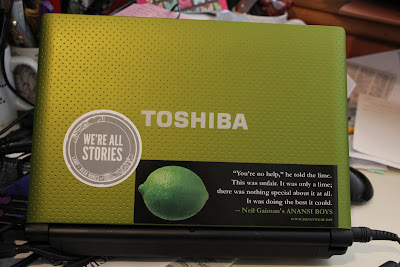 TOSHIBA
WE'RE ALL
STORIES
"You're no help," he told the lime.
This was unfair. It was only a lime;
there was nothing special about it at all.
It was doing the best it could.
— Neil Gaiman's ANANSI BOYS